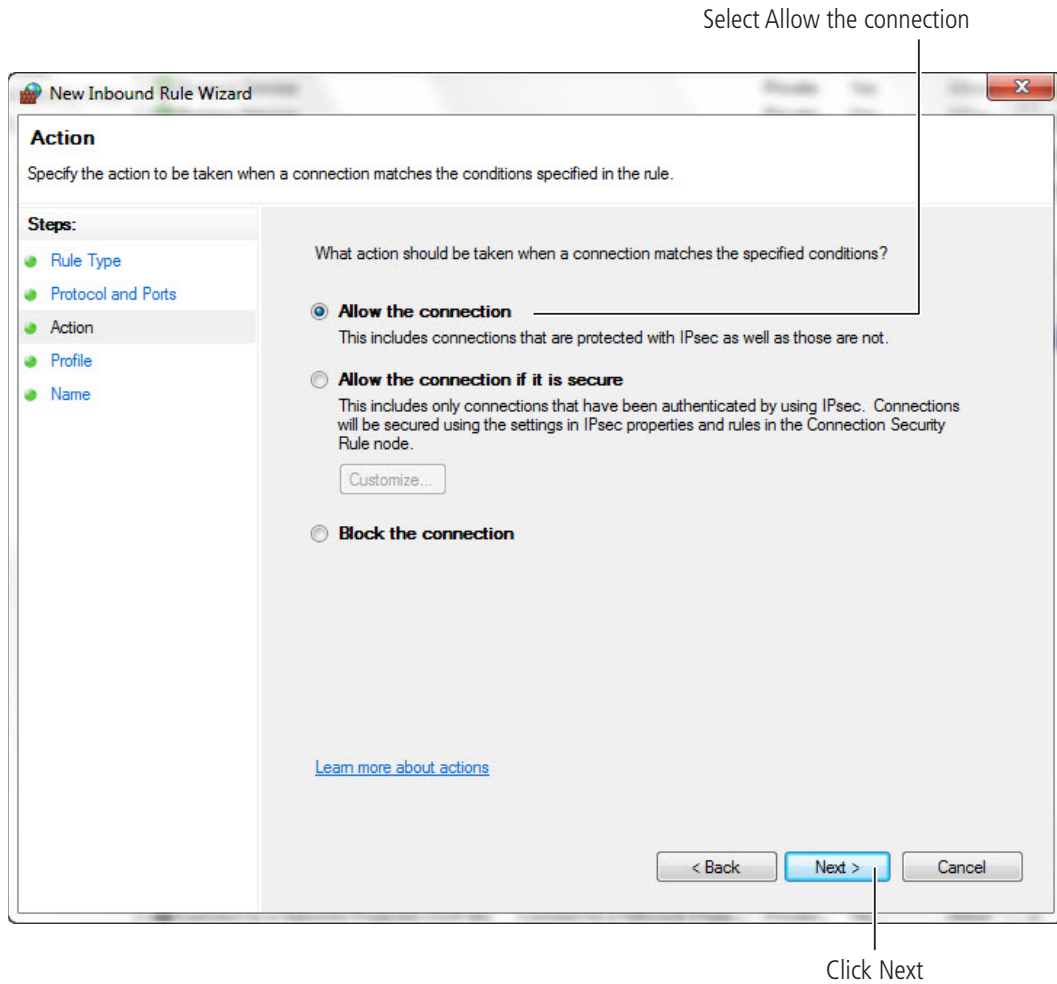 Select Allow the connection
New Inbound Rule Wizard
Action
Specify the action to be taken when a connection matches the conditions specified in the rule.
Steps:
Rule Type
Protocol and Ports
Action
Profile
Name
What action should be taken when a connection matches the specified conditions?
Allow the connection
This includes connections that are protected with IPsec as well as those are not.
Allow the connection if it is secure
This includes only connections that have been authenticated by using IPsec. Connections
will be secured using the settings in IPsec properties and rules in the Connection Security
Rule node.
Customize...
Block the connection
Learn more about actions
< Back
Next >
Cancel
Click Next